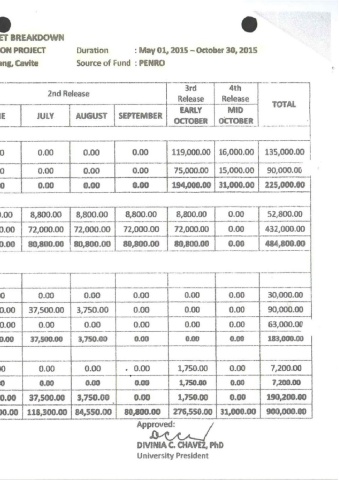 ET BREAKDOWN
ON PROJECT Duration : May 01, 2015 – October 30, 2015
ang, Cavite Source of Fund : PENRO
2nd Release 3rd Release 4th Release TOTAL
E JULY AUGUST SEPTEMBER EARLY OCTOBER MID OCTOBER
0 0.00 0.00 0.00 119,000.00 16,000.00 135,000.00
0 0.00 0.00 0.00 75,000.00 15,000.00 90,000.00
0 0.00 0.00 0.00 194,000.00 31,000.00 225,000.00
0.00 8,800.00 8,800.00 8,800.00 8,800.00 0.00 52,800.00
0.00 72,000.00 72,000.00 72,000.00 72,000.00 0.00 432,000.00
0.00 80,800.00 80,800.00 80,800.00 80,800.00 0.00 484,800.00
0 0.00 0.00 0.00 0.00 0.00 30,000.00
0.00 37,500.00 3,750.00 0.00 0.00 0.00 90,000.00
0 0.00 0.00 0.00 0.00 0.00 63,000.00
0.00 37,500.00 3,750.00 0.00 0.00 0.00 183,000.00
0 0.00 0.00 0.00 1,750.00 0.00 7,200.00
0 0.00 0.00 0.00 1,750.00 0.00 7,200.00
0.00 37,500.00 3,750.00 0.00 1,750.00 0.00 190,200.00
00.00 118,300.00 84,550.00 80,800.00 276,550.00 31,000.00 900,000.00
Approved:
DIVINIA C. CHAVEZ, PhD
University President